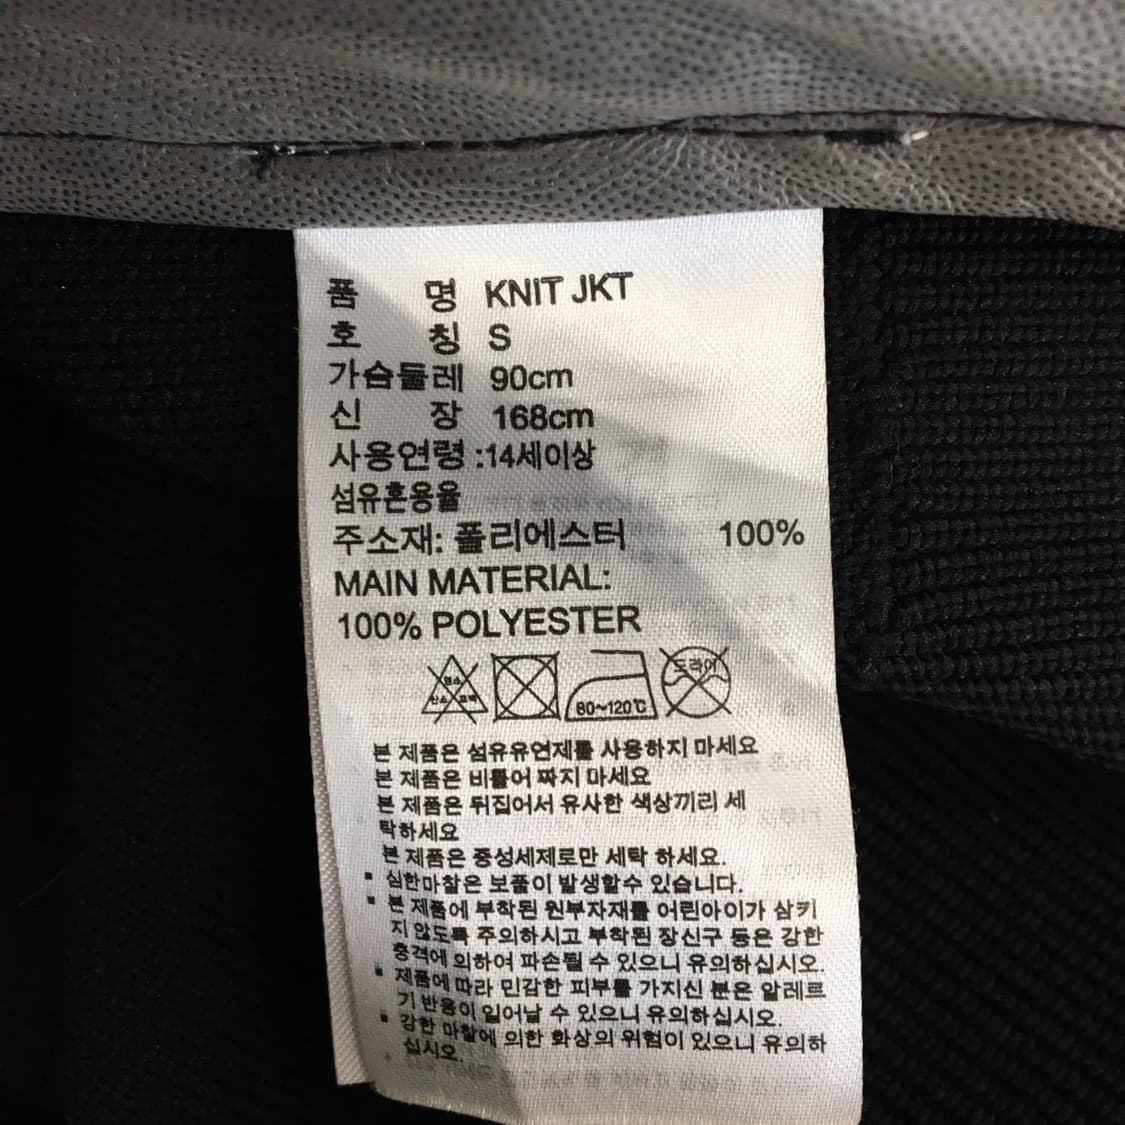 품 명 KNIT JKT
호 칭 S
가슴둘레 90cm
신 장 168cm
사용연령 :14세이상
섬유혼용율
주소재: 폴리에스터 100%
MAIN MATERIAL:
100% POLYESTER
염소
산소 표백
80~120℃
드라이
본 제품은 섬유유연제를 사용하지 마세요
본 제품은 비틀어 짜지 마세요
본 제품은 뒤집어서 유사한 색상끼리 세
탁하세요
본 제품은 중성세제로만 세탁 하세요.
▪ 심한마찰은 보풀이 발생할수 있습니다.
▪ 본 제품에 부착된 원부자재를 어린아이가 삼키
지 않도록 주의하시고 부착된 장신구 등은 강한
충격에 의하여 파손될 수 있으니 유의하십시오.
▪ 제품에 따라 민감한 피부를 가지신 분은 알레르
기 반응이 일어날 수 있으니 유의하십시오.
▪ 강한 마찰에 의한 화상의 위험이 있으니 유의하
십시오.